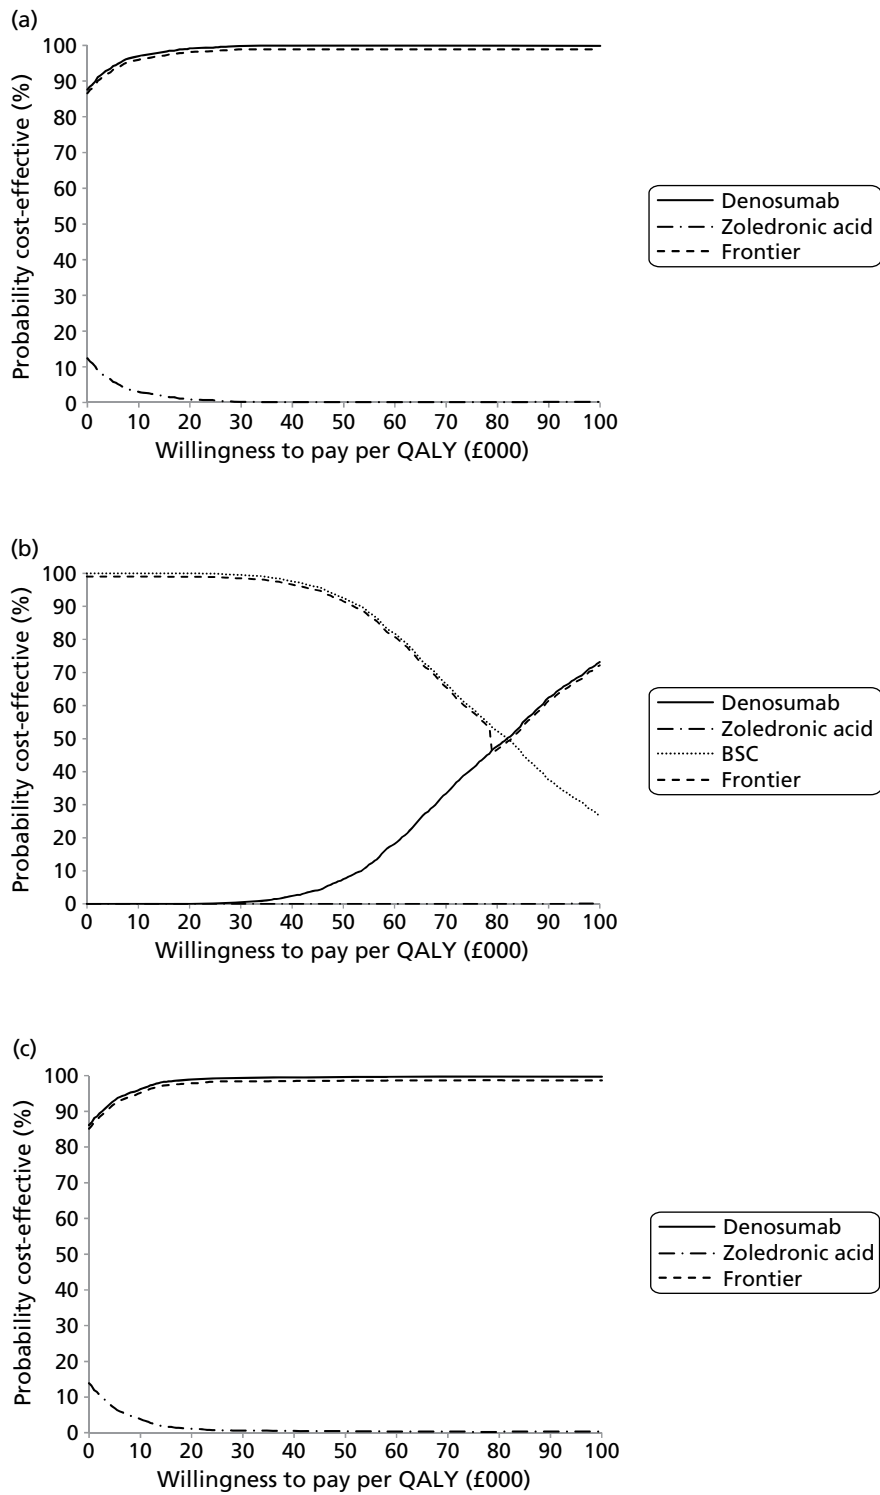 (a)
100
90
80
70
60
50
40
30
20
10
0
Probability cost-effective (%)
0 10 20 30 40 50 60 70 80 90 100
Willingness to pay per QALY (£000)
Denosumab
Zoledronic acid
Frontier
(b)
100
90
80
70
60
50
40
30
20
10
0
Probability cost-effective (%)
0 10 20 30 40 50 60 70 80 90 100
Willingness to pay per QALY (£000)
Denosumab
Zoledronic acid
BSC
Frontier
(c)
100
90
80
70
60
50
40
30
20
10
0
Probability cost-effective (%)
0 10 20 30 40 50 60 70 80 90 100
Willingness to pay per QALY (£000)
Denosumab
Zoledronic acid
Frontier